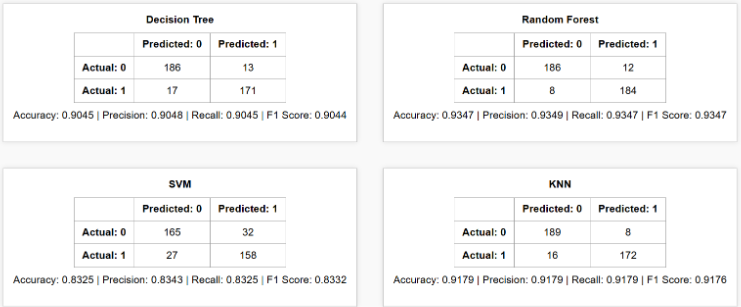 Decision Tree
Predicted: 0 Predicted: 1
Actual: 0 186 13
Actual: 1 17 171
Accuracy: 0.9045 | Precision: 0.9048 | Recall: 0.9045 | F1 Score: 0.9044
Random Forest
Predicted: 0 Predicted: 1
Actual: 0 186 12
Actual: 1 8 184
Accuracy: 0.9347 | Precision: 0.9349 | Recall: 0.9347 | F1 Score: 0.9347
SVM
Predicted: 0 Predicted: 1
Actual: 0 165 32
Actual: 1 27 158
Accuracy: 0.8325 | Precision: 0.8343 | Recall: 0.8325 | F1 Score: 0.8332
KNN
Predicted: 0 Predicted: 1
Actual: 0 189 8
Actual: 1 16 172
Accuracy: 0.9179 | Precision: 0.9179 | Recall: 0.9179 | F1 Score: 0.9176